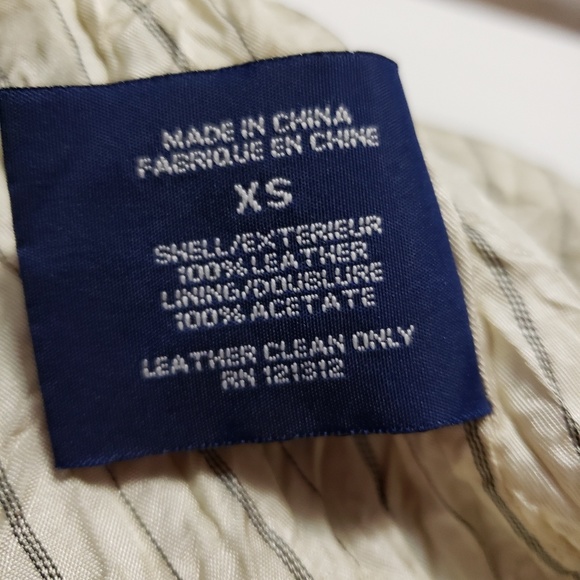 MADE IN CHINA
FABRIQUE EN CHINE
XS
SHELL/EXTERIEUR
100% LEATHER
LINING/DOUBLURE
100% ACETATE
LEATHER CLEAN ONLY
RN 121312